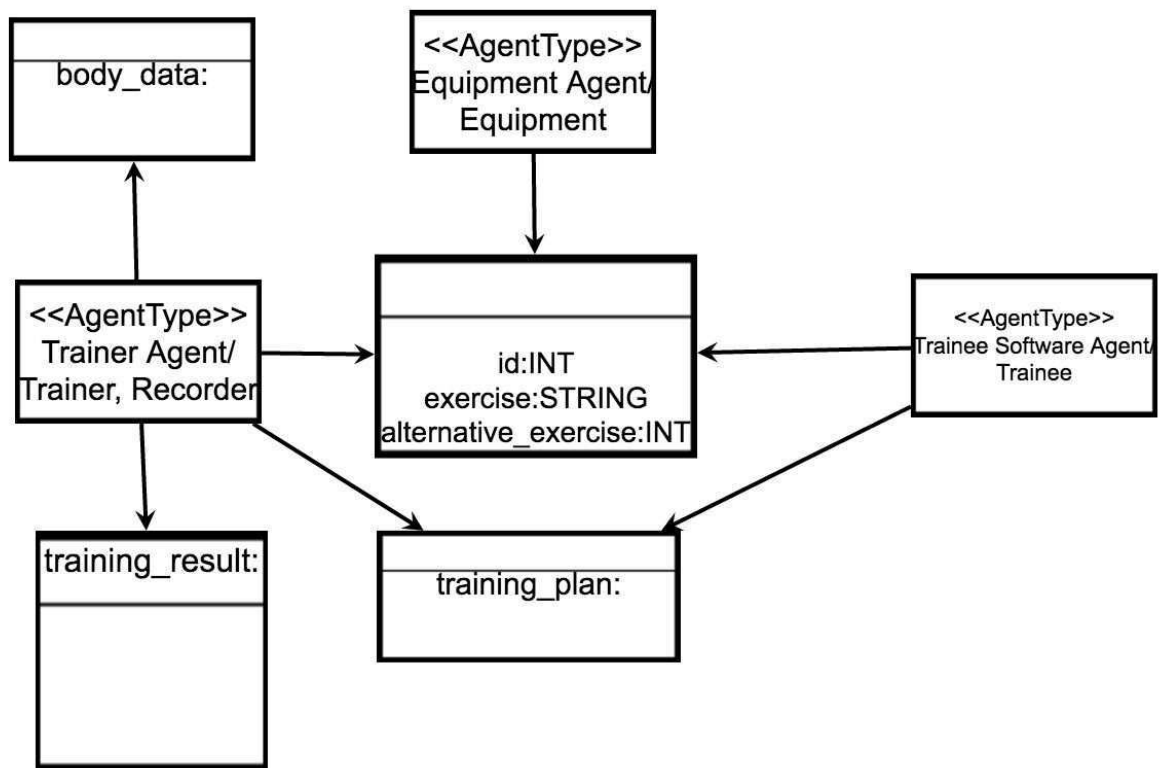 body_data:
<<AgentType>>
Equipment Agent/
Equipment
<<AgentType>>
Trainer Agent/
Trainer, Recorder
id:INT
exercise:STRING
alternative_exercise:INT
<<AgentType>>
Trainee Software Agent/
Trainee
training_result:
training_plan: